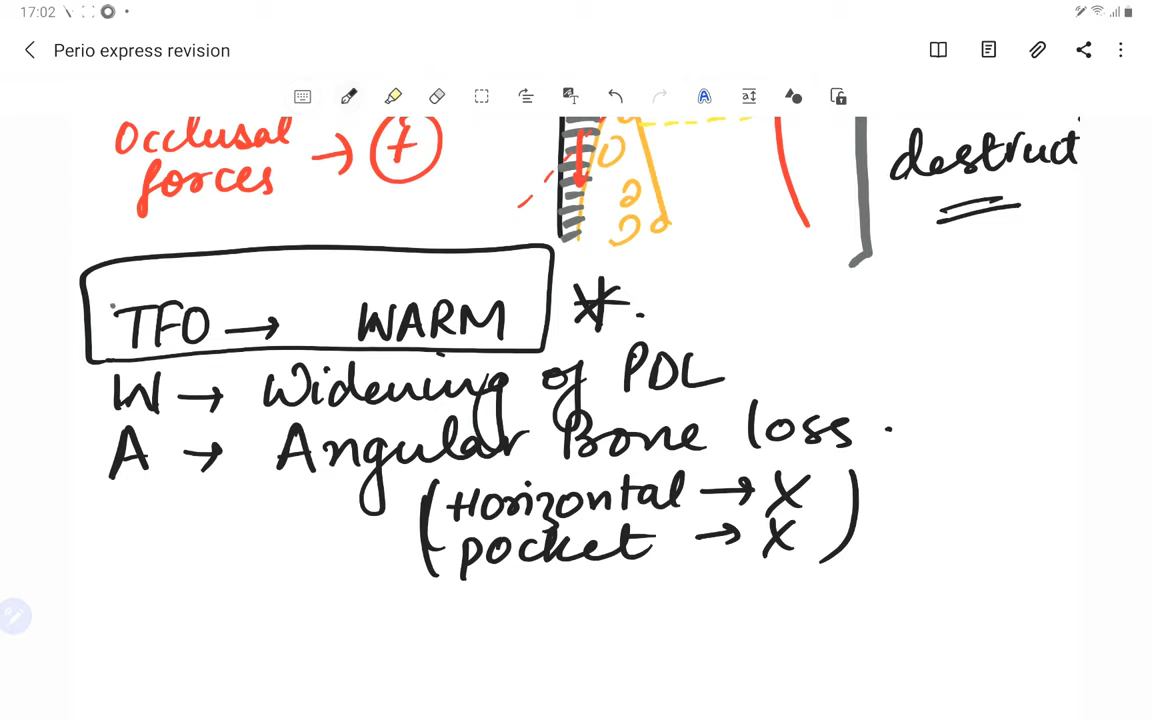 17:02
Perio express revision
Occlusal
forces → +
destruct
TFO → WARM *.
W → Widening of PDL
A → Angular Bone loss.
(Horizontal → X
pocket → X)